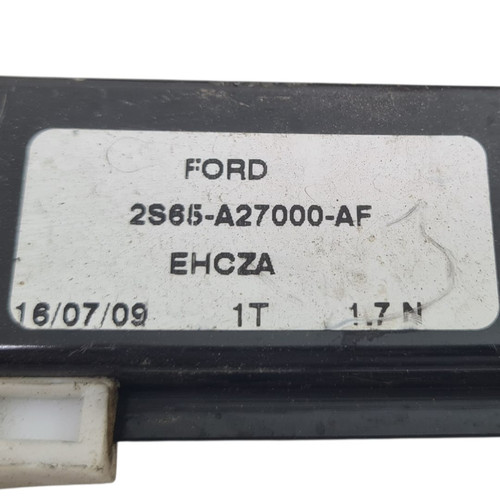 FORD
2S65-A27000-AF
EHCZA
16/07/09 1T 1.7 N